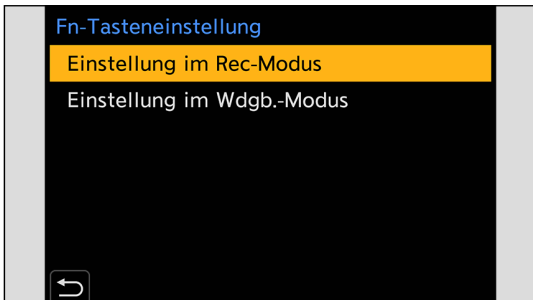 Fn-Tasteneinstellung
Einstellung im Rec-Modus
Einstellung im Wdgb.-Modus